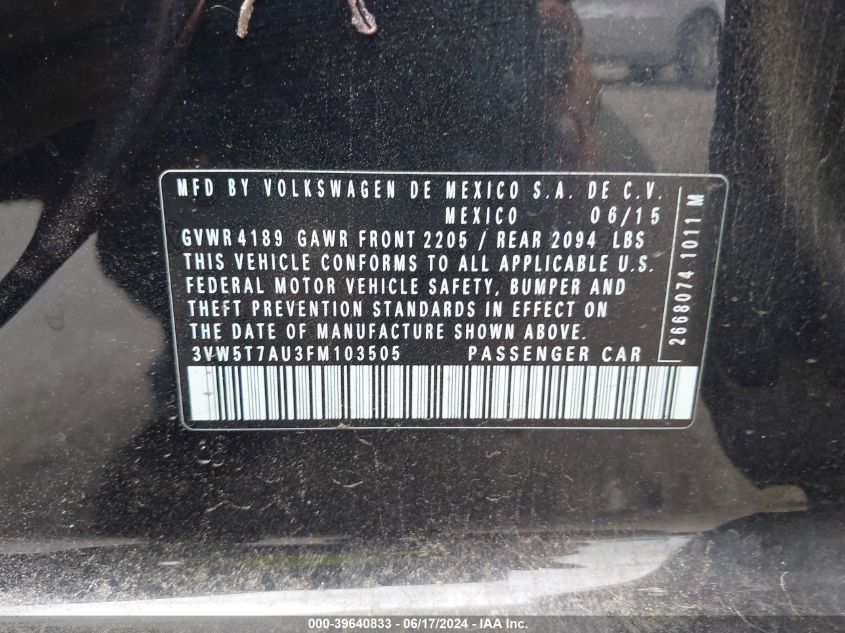 MFD BY VOLKSWAGEN DE MEXICO S.A. DE C.V.
MEXICO 06/15
GVWR 4189 GAWR FRONT 2205 / REAR 2094 LBS
THIS VEHICLE CONFORMS TO ALL APPLICABLE U.S.
FEDERAL MOTOR VEHICLE SAFETY, BUMPER AND
THEFT PREVENTION STANDARDS IN EFFECT ON
THE DATE OF MANUFACTURE SHOWN ABOVE.
3VW5T7AU3FM103505 PASSENGER CAR
2668074 1011 M
000-39640833 - 06/17/2024 - IAA Inc.